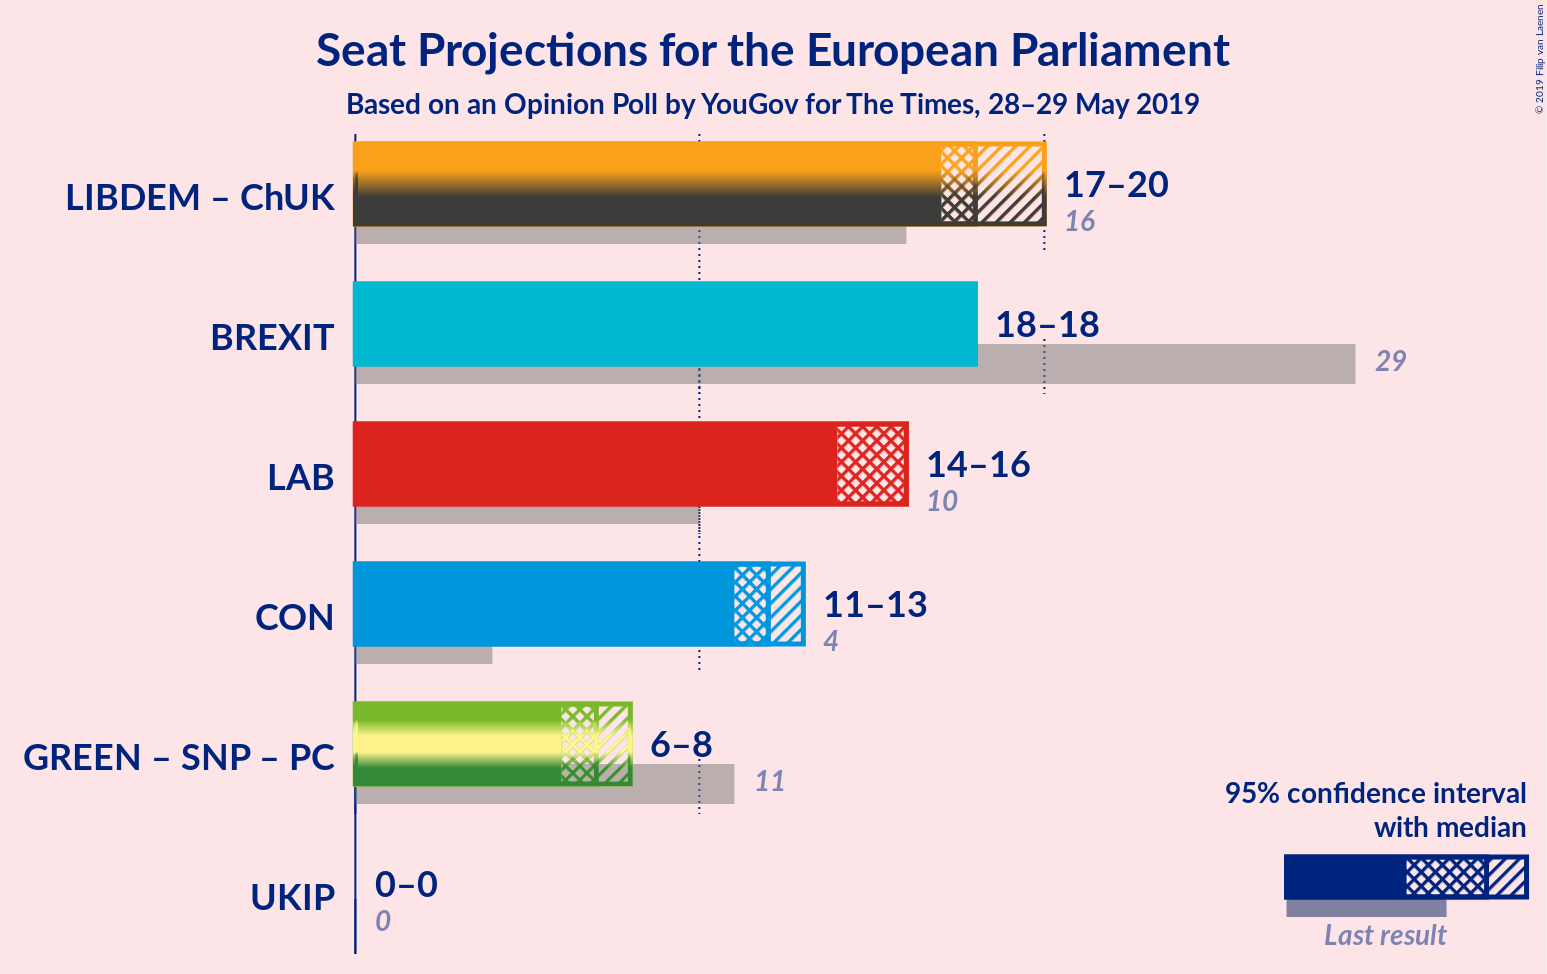 Seat Projections for the European Parliament
Based on an Opinion Poll by YouGov for The Times, 28–29 May 2019
© 2019 Filip van Laenen
LIBDEM – ChUK
17–20
16
BREXIT
18–18
29
LAB
14–16
10
CON
11–13
4
GREEN – SNP – PC
6–8
11
UKIP
0–0
0
95% confidence interval
with median
Last result